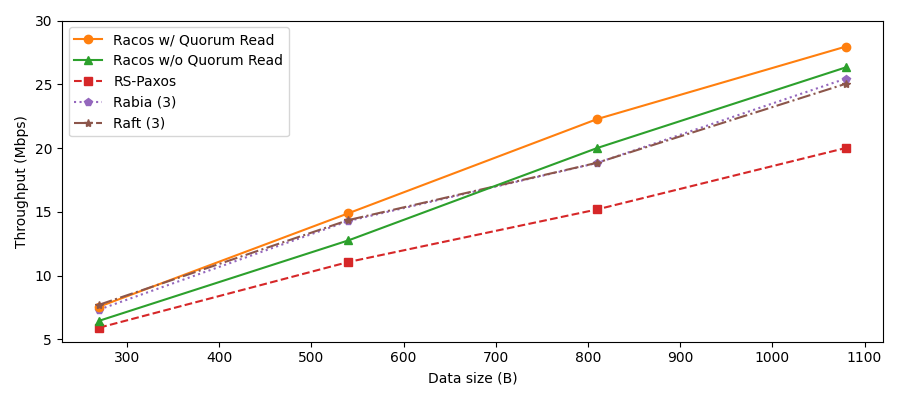 30
25
20
15
10
5
Throughput (Mbps)
Racos w/ Quorum Read
Racos w/o Quorum Read
RS-Paxos
Rabia (3)
Raft (3)
300 400 500 600 700 800 900 1000 1100
Data size (B)